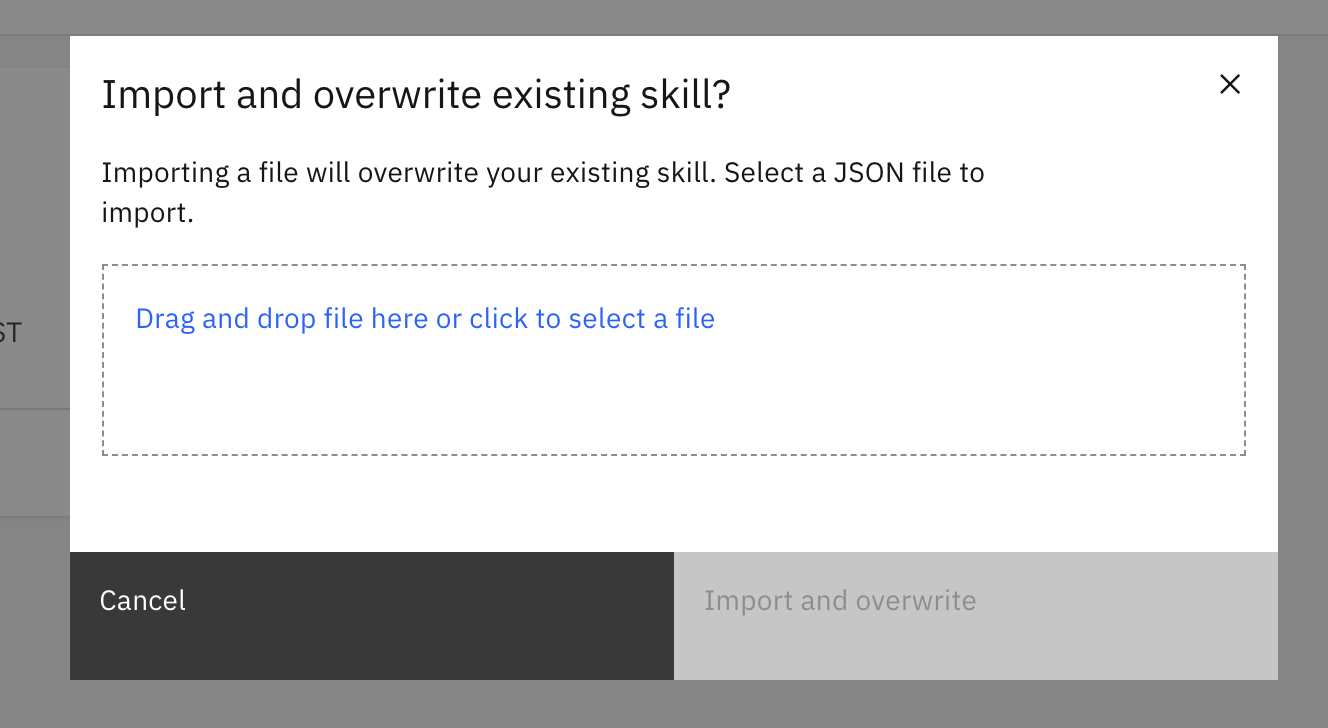 Import and overwrite existing skill?
Importing a file will overwrite your existing skill. Select a JSON file to
import.
Drag and drop file here or click to select a file
ST
Cancel
Import and overwrite